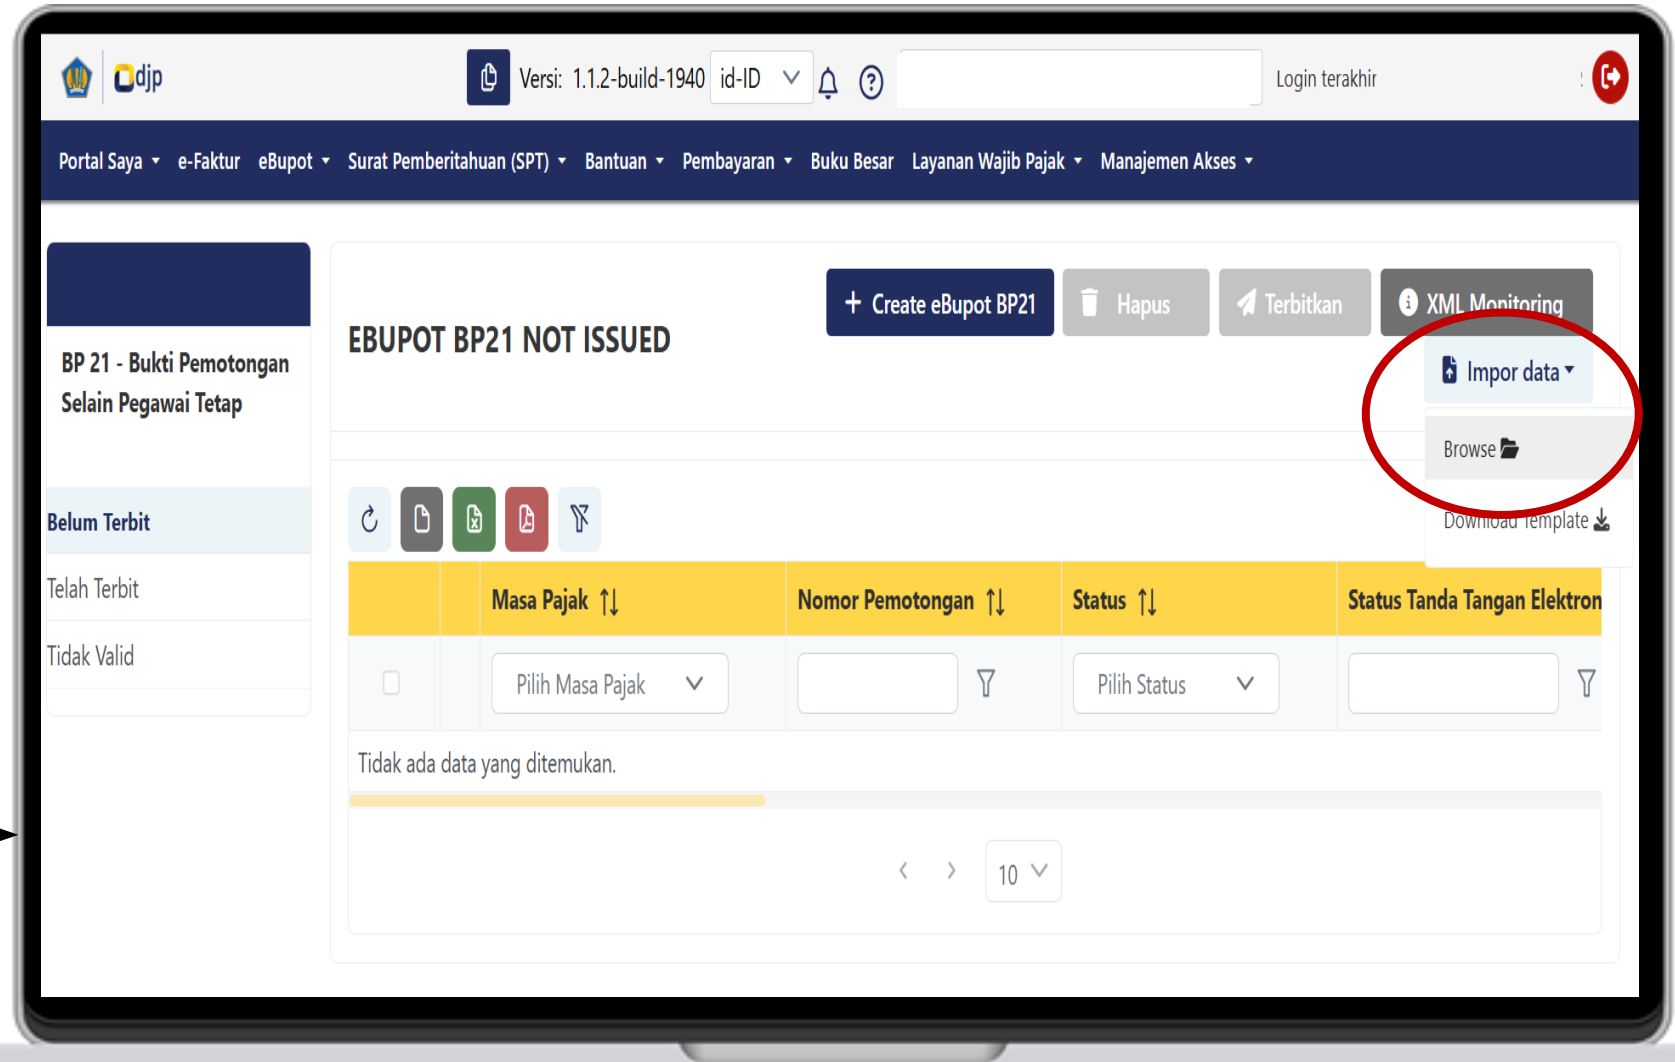 djp
Versi: 1.1.2-build-1940
id-ID
Login terakhir
Portal Saya
e-Faktur
eBupot
Surat Pemberitahuan (SPT)
Bantuan
Pembayaran
Buku Besar
Layanan Wajib Pajak
Manajemen Akses
BP 21 - Bukti Pemotongan
Selain Pegawai Tetap
Belum Terbit
Telah Terbit
Tidak Valid
EBUPOT BP21 NOT ISSUED
+ Create eBupot BP21
Hapus
Terbitkan
XML Monitoring
Impor data
Browse
Download Template
Masa Pajak
Nomor Pemotongan
Status
Status Tanda Tangan Elektron
Pilih Masa Pajak
Pilih Status
Tidak ada data yang ditemukan.
10